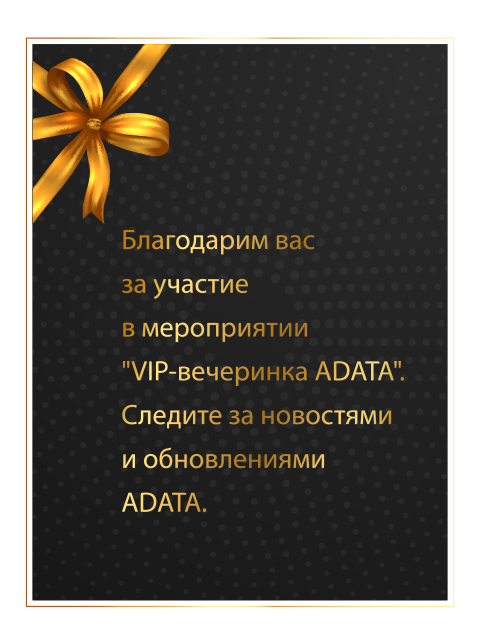 Благодарим вас
за участие
в мероприятии
"VIP-вечеринка ADATA".
Следите за новостями
и обновлениями
ADATA.